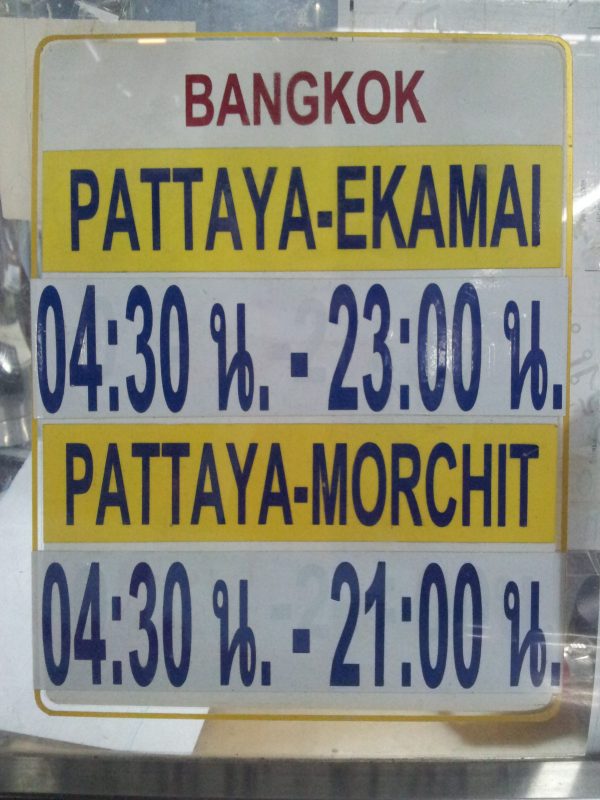 BANGKOK
PATTAYA-EKAMAI
04:30 น. - 23:00 น.
PATTAYA-MORCHIT
04:30 น. - 21:00 น.